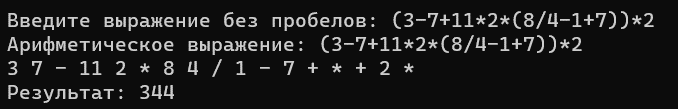 Введите выражение без пробелов: (3-7+11*2*(8/4-1+7))*2
Арифметическое выражение: (3-7+11*2*(8/4-1+7))*2
3 7 - 11 2 * 8 4 / 1 - 7 + * + 2 *
Результат: 344